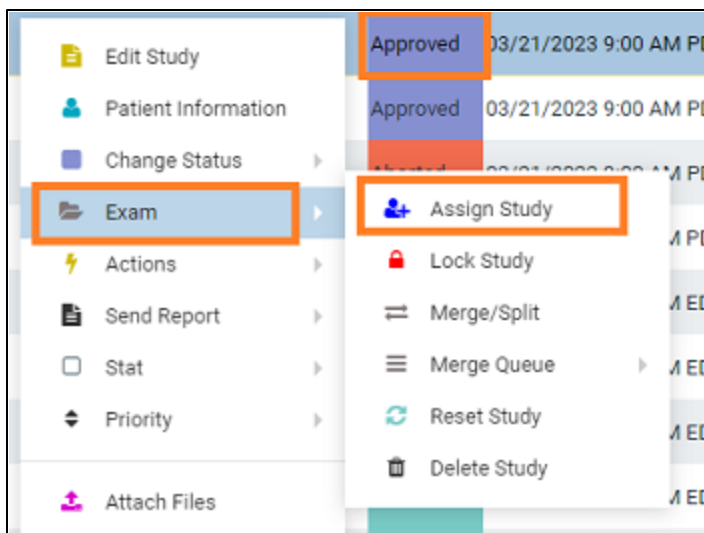 Edit Study
Patient Information
Change Status
Exam
Actions
Send Report
Stat
Priority
Attach Files
Approved 03/21/2023 9:00 AM
Approved 03/21/2023 9:00 AM
Assign Study
Lock Study
Merge/Split
Merge Queue
Reset Study
Delete Study